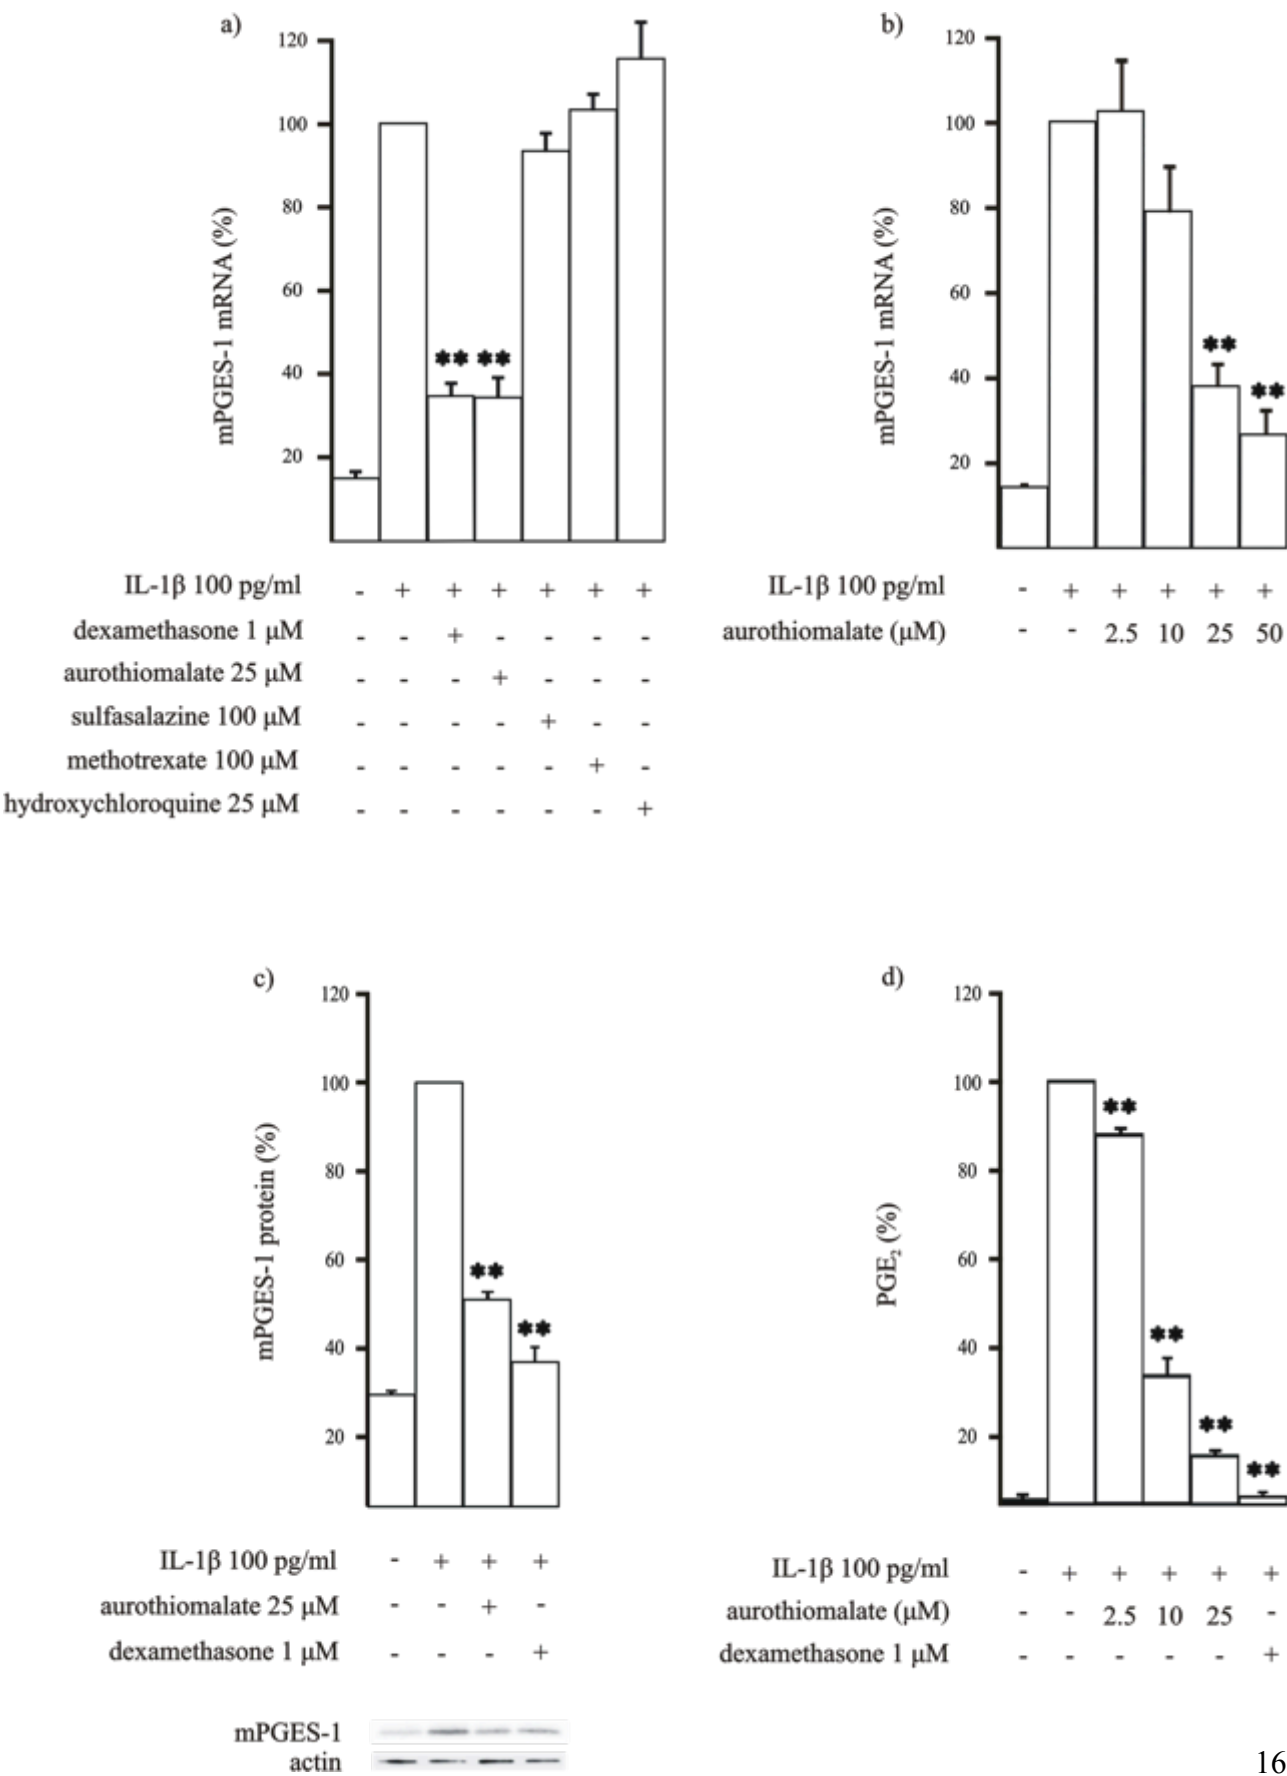 a)
120
100
80
60
40
20
mPGES-1 mRNA (%)
** **
IL-1β 100 pg/ml - + + + + + +
dexamethasone 1 μM - - + - - - -
aurothiomalate 25 μM - - - + - - -
sulfasalazine 100 μM - - - - + - -
methotrexate 100 μM - - - - - + -
hydroxychloroquine 25 μM - - - - - - +
b)
120
100
80
60
40
20
mPGES-1 mRNA (%)
**
**
IL-1β 100 pg/ml - + + + + +
aurothiomalate (μM) - - 2.5 10 25 50
c)
120
100
80
60
40
20
mPGES-1 protein (%)
**
**
IL-1β 100 pg/ml - + + +
aurothiomalate 25 μM - - + -
dexamethasone 1 μM - - - +
mPGES-1
actin
d)
120
100
80
60
40
20
PGE₂ (%)
**
**
**
**
IL-1β 100 pg/ml - + + + + +
aurothiomalate (μM) - - 2.5 10 25 -
dexamethasone 1 μM - - - - - +
16